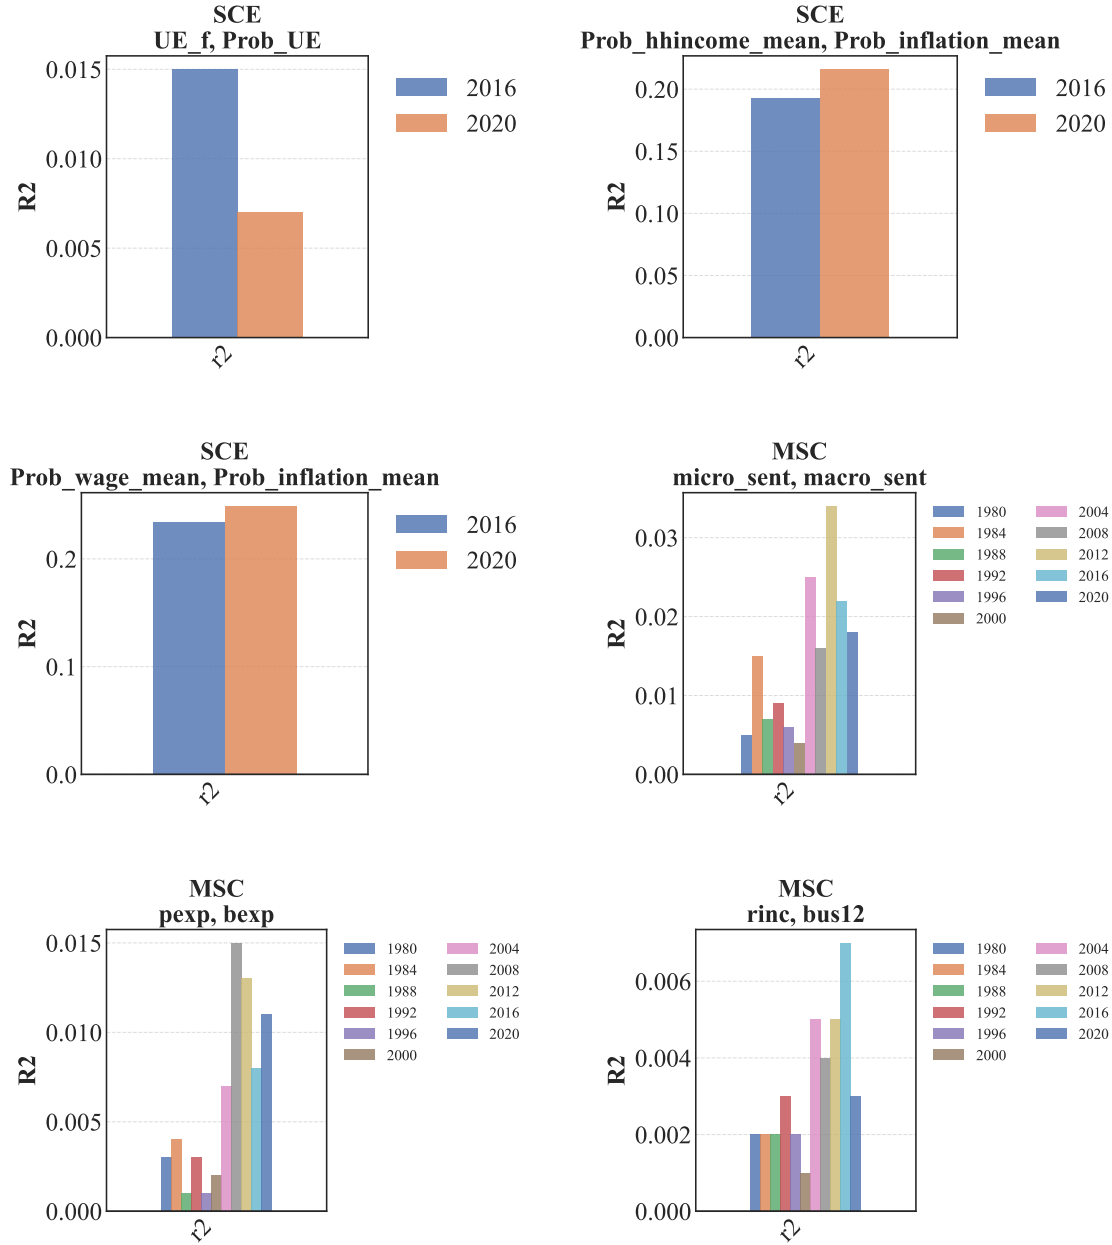 SCE
UE_f, Prob_UE
0.015
0.010
0.005
0.000
R2
r2
2016
2020
SCE
Prob_hhincome_mean, Prob_inflation_mean
0.20
0.15
0.10
0.05
0.00
R2
r2
2016
2020
SCE
Prob_wage_mean, Prob_inflation_mean
0.2
0.1
0.0
R2
r2
2016
2020
MSC
micro_sent, macro_sent
0.03
0.02
0.01
0.00
R2
r2
1980
1984
1988
1992
1996
2000
2004
2008
2012
2016
2020
MSC
pexp, bexp
0.015
0.010
0.005
0.000
R2
r2
1980
1984
1988
1992
1996
2000
2004
2008
2012
2016
2020
MSC
rinc, bus12
0.006
0.004
0.002
0.000
R2
r2
1980
1984
1988
1992
1996
2000
2004
2008
2012
2016
2020